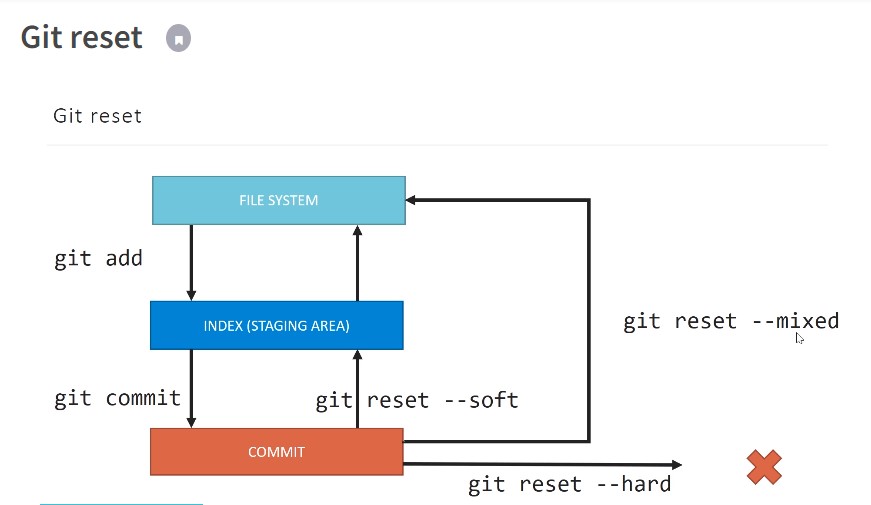 Git reset
Git reset
FILE SYSTEM
git add
INDEX (STAGING AREA)
git reset --mixed
git commit
git reset --soft
COMMIT
git reset --hard